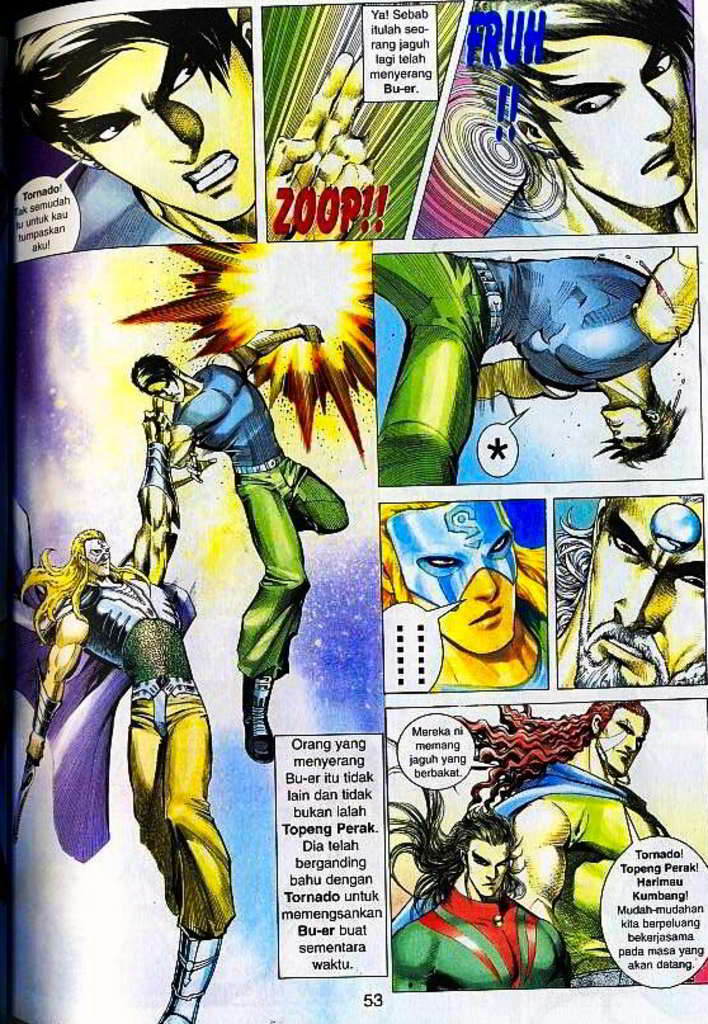 Tornado!
Tak semudah
tu untuk kau
tumpaskan
aku!
Ya! Sebab
itulah seo-
rang jaguh
lagi telah
menyerang
Bu-er.
ZOOP!!
FRUH
!!
*
Orang yang
menyerang
Bu-er itu tidak
lain dan tidak
bukan ialah
Topeng Perak.
Dia telah
berganding
bahu dengan
Tornado untuk
memengsankan
Bu-er buat
sementara
waktu.
Mereka ni
memang
jaguh yang
berbakat.
Tornado!
Topeng Perak!
Harimau
Kumbang!
Mudah-mudahan
kita berpeluang
bekerjasama
pada masa yang
akan datang.
53